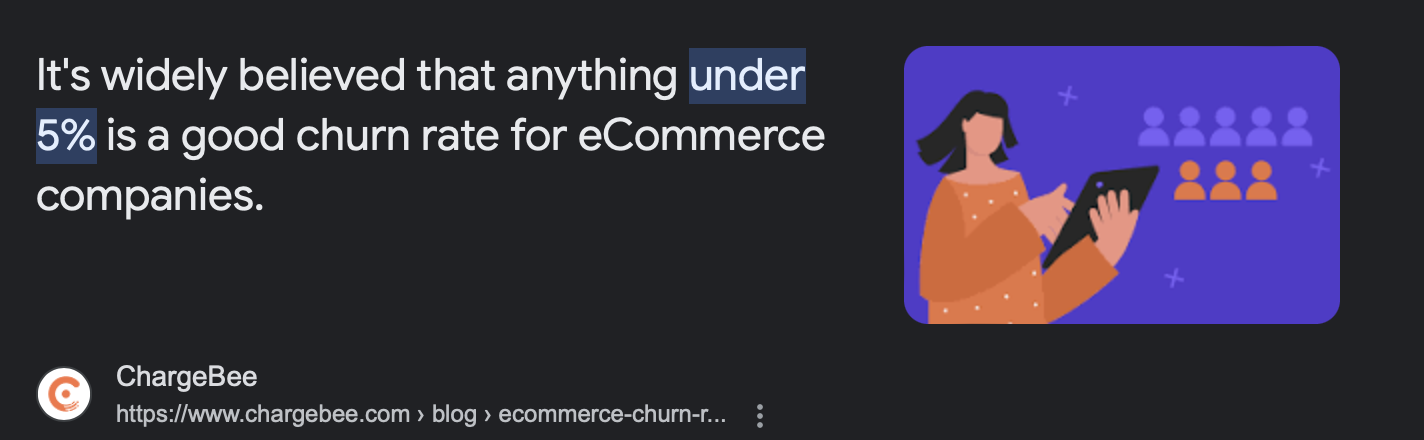 It's widely believed that anything under
5% is a good churn rate for eCommerce
companies.
ChargeBee
https://www.chargebee.com › blog › ecommerce-churn-r...